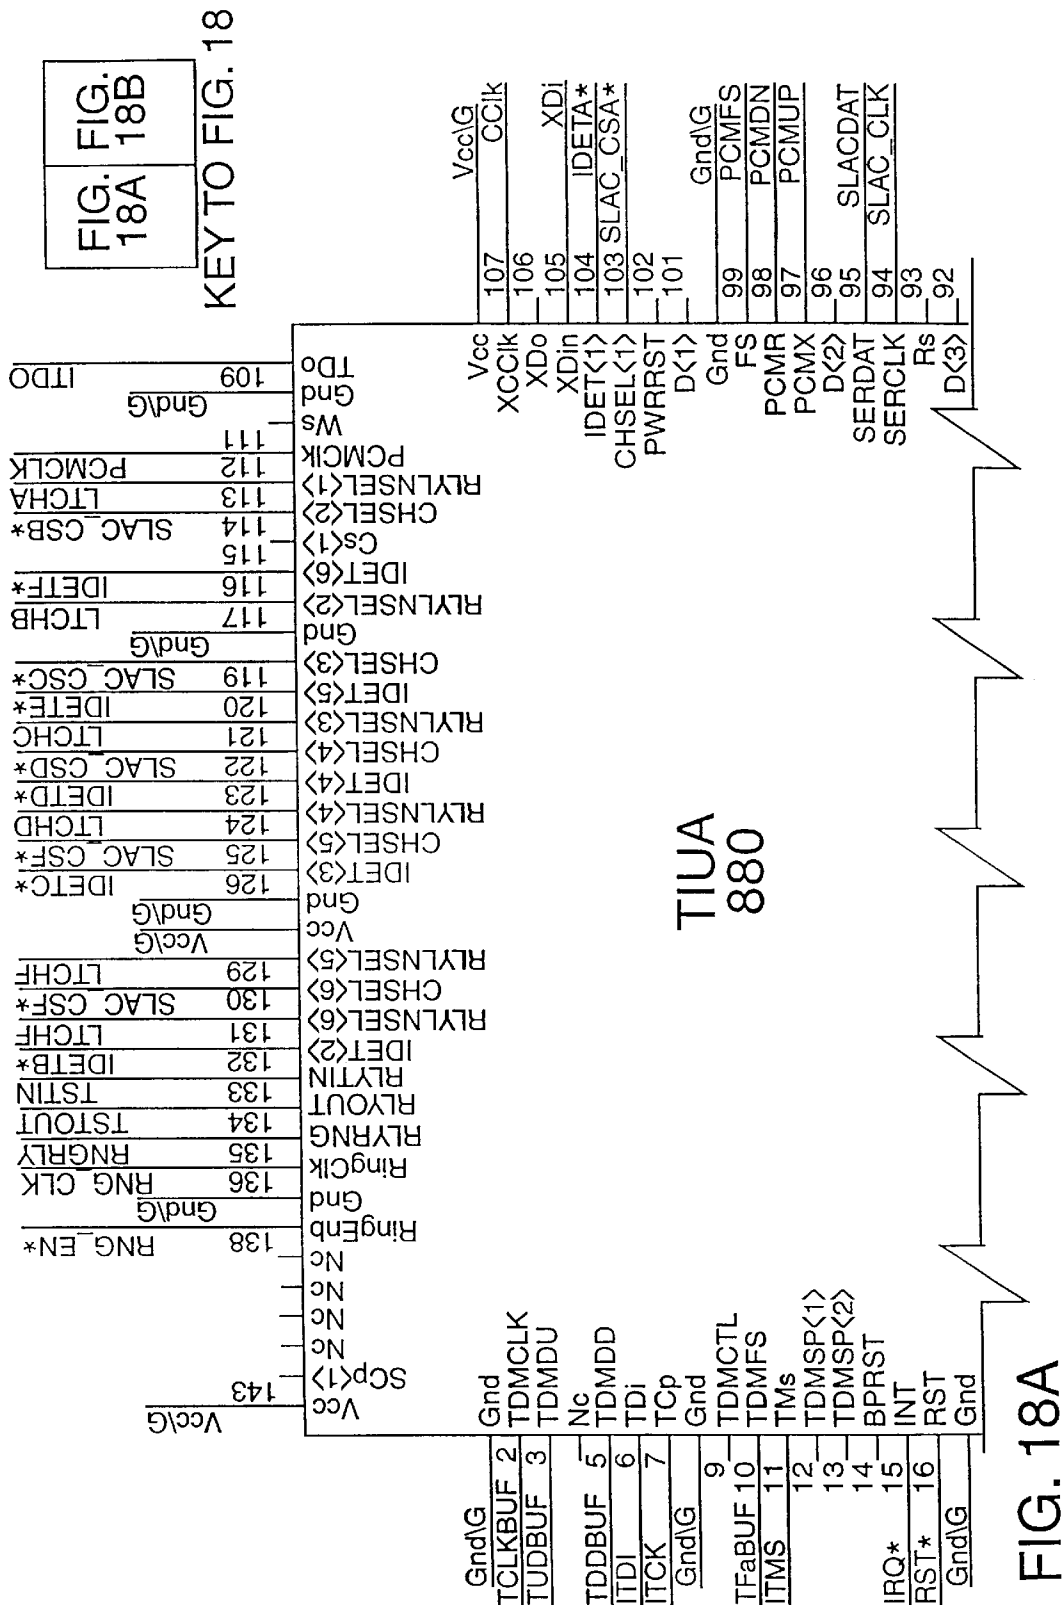 FIG. 18A
FIG. 18B
KEY TO FIG. 18
ITDO 109 TDo
Gnd\G Gnd
111 Ws
PCMCLK 112 PCMClk
LTCHA 113 RLYLNSEL<1>
SLAC_CSB* 114 CHSEL<2>
115 Cs<1>
IDETF* 116 IDET<6>
LTCHB 117 RLYLNSEL<2>
Gnd\G Gnd
SLAC_CSC* 119 CHSEL<3>
IDETE* 120 IDET<5>
LTCHC 121 RLYLNSEL<3>
SLAC_CSD* 122 CHSEL<4>
IDETD* 123 IDET<4>
LTCHD 124 RLYLNSEL<4>
SLAC_CSF* 125 CHSEL<5>
IDETC* 126 IDET<3>
Gnd\G Gnd
Vcc\G Vcc
LTCHF 129 RLYLNSEL<5>
SLAC_CSF* 130 CHSEL<6>
LTCHF 131 RLYLNSEL<6>
IDETB* 132 IDET<2>
TSTIN 133 RLYTIN
TSTOUT 134 RLYOUT
RNGRLY 135 RLYRNG
RNG_CLK 136 RingClk
Gnd\G Gnd
RNG_EN* 138 RingEnb
Nc
Nc
Nc
Nc
143 SCp<1>
Vcc\G Vcc
Vcc Vcc\G
XCClk 107 CClk
XDo 106
XDin 105 XDi
IDET<1> 104 IDETA*
CHSEL<1> 103 SLAC_CSA*
PWRRST 102
D<1> 101
Gnd Gnd\G
FS 99 PCMFS
PCMR 98 PCMDN
PCMX 97 PCMUP
D<2> 96
SERDAT 95 SLACDAT
SERCLK 94 SLAC_CLK
Rs 93
D<3> 92
TIUA
880
Gnd\G Gnd
TCLKBUF 2 TDMCLK
TUDBUF 3 TDMDU
Nc
TDDBUF 5 TDMDD
ITDI 6 TDi
ITCK 7 TCp
Gnd\G Gnd
9 TDMCTL
TFaBUF 10 TDMFS
ITMS 11 TMs
12 TDMSP<1>
13 TDMSP<2>
14 BPRST
IRQ* 15 INT
RST* 16 RST
Gnd\G Gnd
FIG. 18A